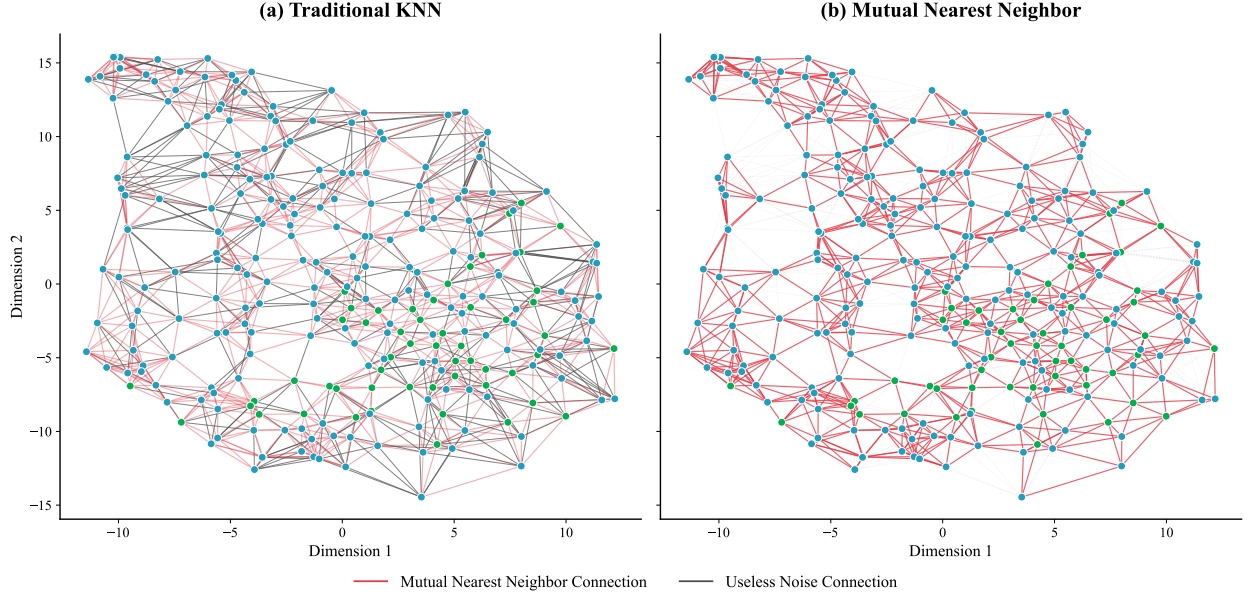 (a) Traditional KNN
(b) Mutual Nearest Neighbor
Dimension 2
15
10
5
0
−5
−10
−15
−10
−5
0
5
10
Dimension 1
−10
−5
0
5
10
Dimension 1
Mutual Nearest Neighbor Connection
Useless Noise Connection